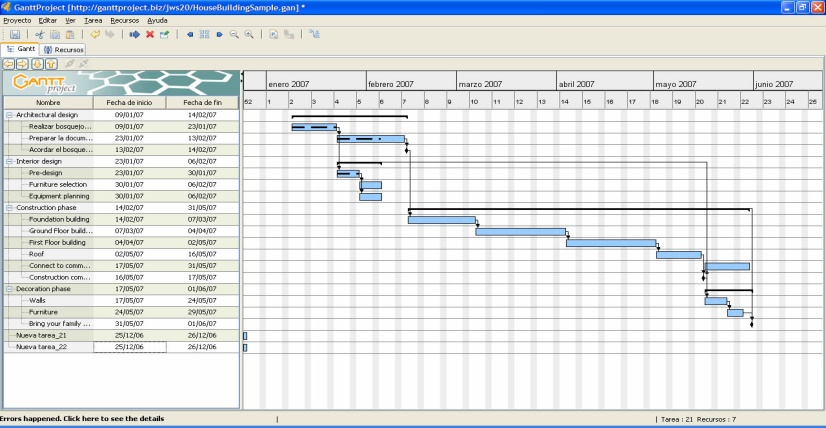 GanttProject [http://ganttproject.biz/jws20/HouseBuildingSample.gan] *
Proyecto Editar Ver Tarea Recursos Ayuda
Gantt Recursos
GANTT project
enero 2007 febrero 2007 marzo 2007 abril 2007 mayo 2007 junio 2007
Nombre Fecha de inicio Fecha de fin 52 1 2 3 4 5 6 7 8 9 10 11 12 13 14 15 16 17 18 19 20 21 22 23 24 25
Architectural design 09/01/07 14/02/07
Realizar bosquejo... 09/01/07 23/01/07
Preparar la docum... 23/01/07 13/02/07
Acordar el bosque... 13/02/07 14/02/07
Interior design 23/01/07 06/02/07
Pre-design 23/01/07 30/01/07
Furniture selection 30/01/07 06/02/07
Equipment planning 30/01/07 06/02/07
Construction phase 14/02/07 31/05/07
Foundation building 14/02/07 07/03/07
Ground Floor build... 07/03/07 04/04/07
First Floor building 04/04/07 02/05/07
Roof 02/05/07 16/05/07
Connect to comm... 17/05/07 31/05/07
Construction com... 16/05/07 17/05/07
Decoration phase 17/05/07 01/06/07
Walls 17/05/07 24/05/07
Furniture 24/05/07 29/05/07
Bring your family ... 31/05/07 01/06/07
Nueva tarea_21 25/12/06 26/12/06
Nueva tarea_22 25/12/06 26/12/06
Errors happened. Click here to see the details | | Tarea : 21 Recursos : 7